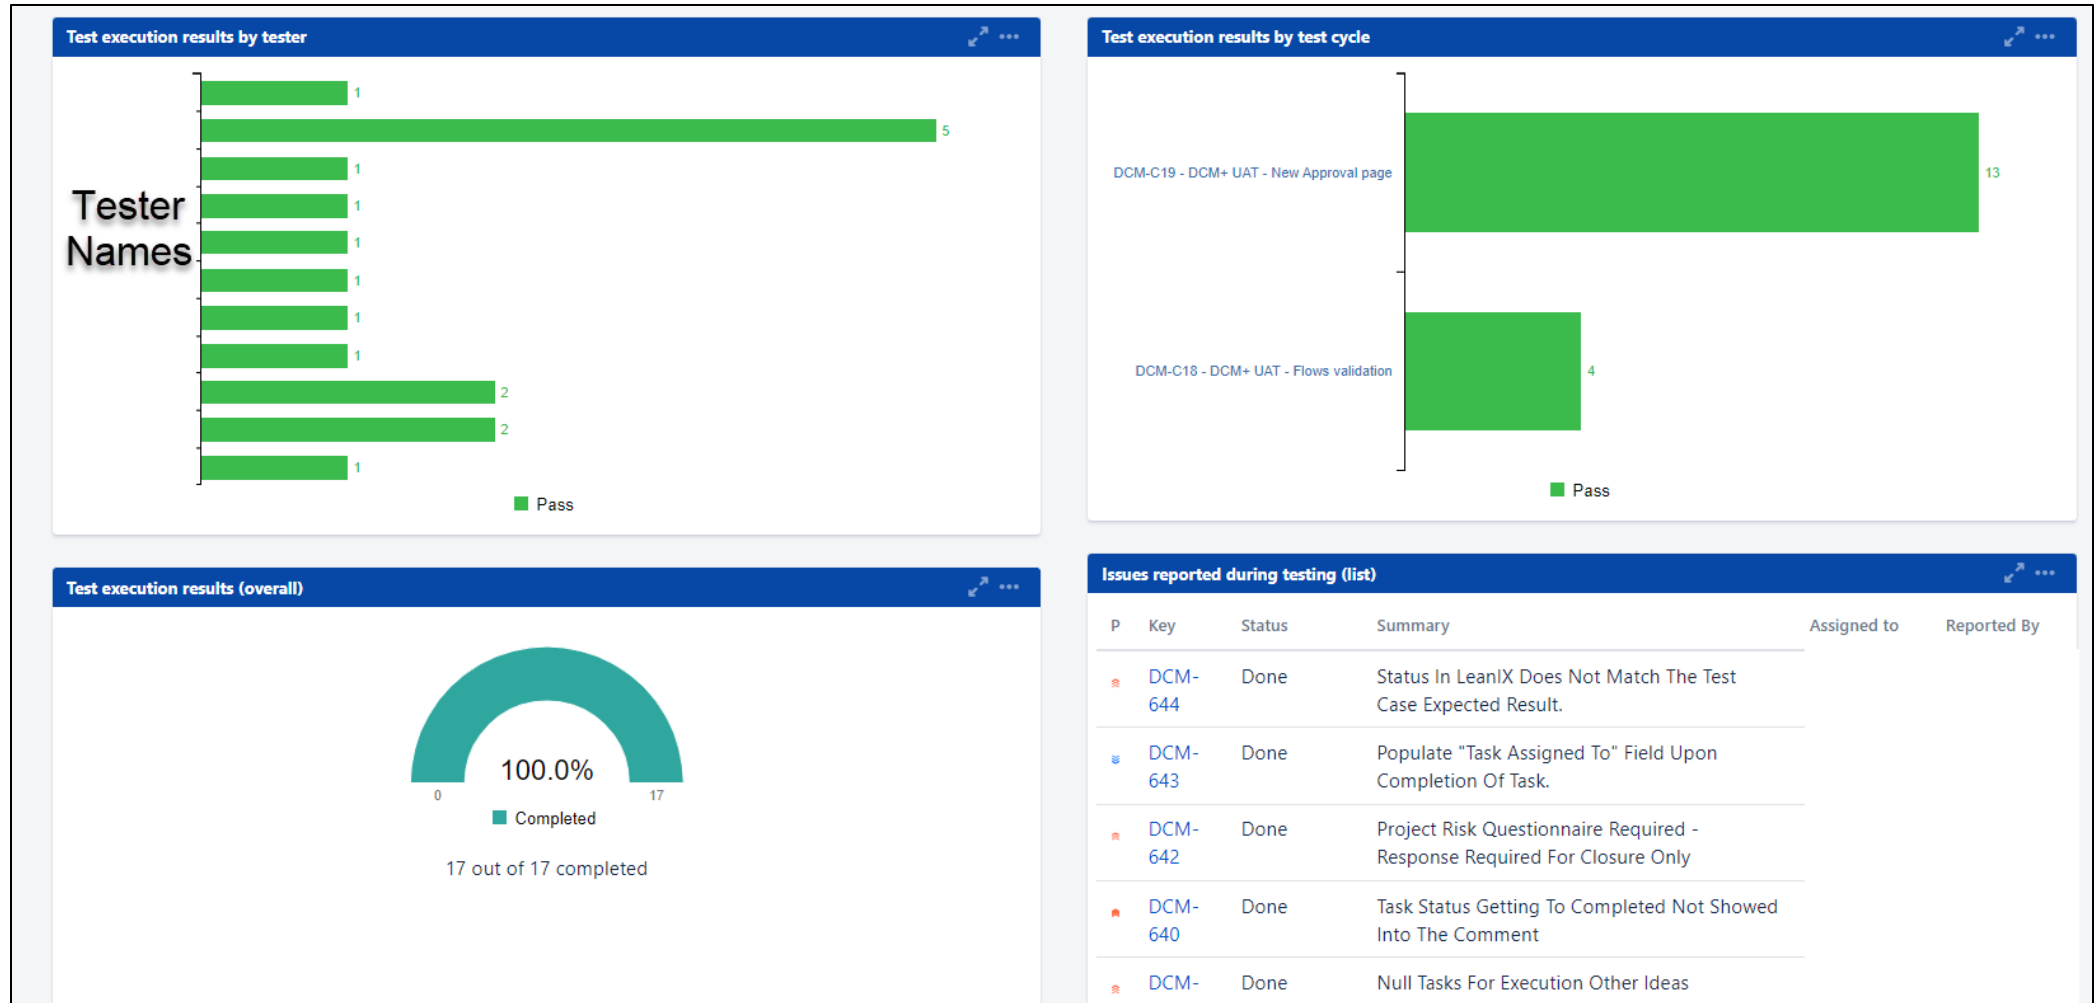 Test execution results by tester
1
5
1
1
1
1
1
1
2
2
1
Tester
Names
Pass
Test execution results by test cycle
DCM-C19 - DCM+ UAT - New Approval page
13
DCM-C18 - DCM+ UAT - Flows validation
4
Pass
Test execution results (overall)
100.0%
0 17
Completed
17 out of 17 completed
Issues reported during testing (list)
P Key Status Summary Assigned to Reported By
DCM- Done Status In LeanIX Does Not Match The Test
644 Case Expected Result.
DCM- Done Populate "Task Assigned To" Field Upon
643 Completion Of Task.
DCM- Done Project Risk Questionnaire Required -
642 Response Required For Closure Only
DCM- Done Task Status Getting To Completed Not Showed
640 Into The Comment
DCM- Done Null Tasks For Execution Other Ideas